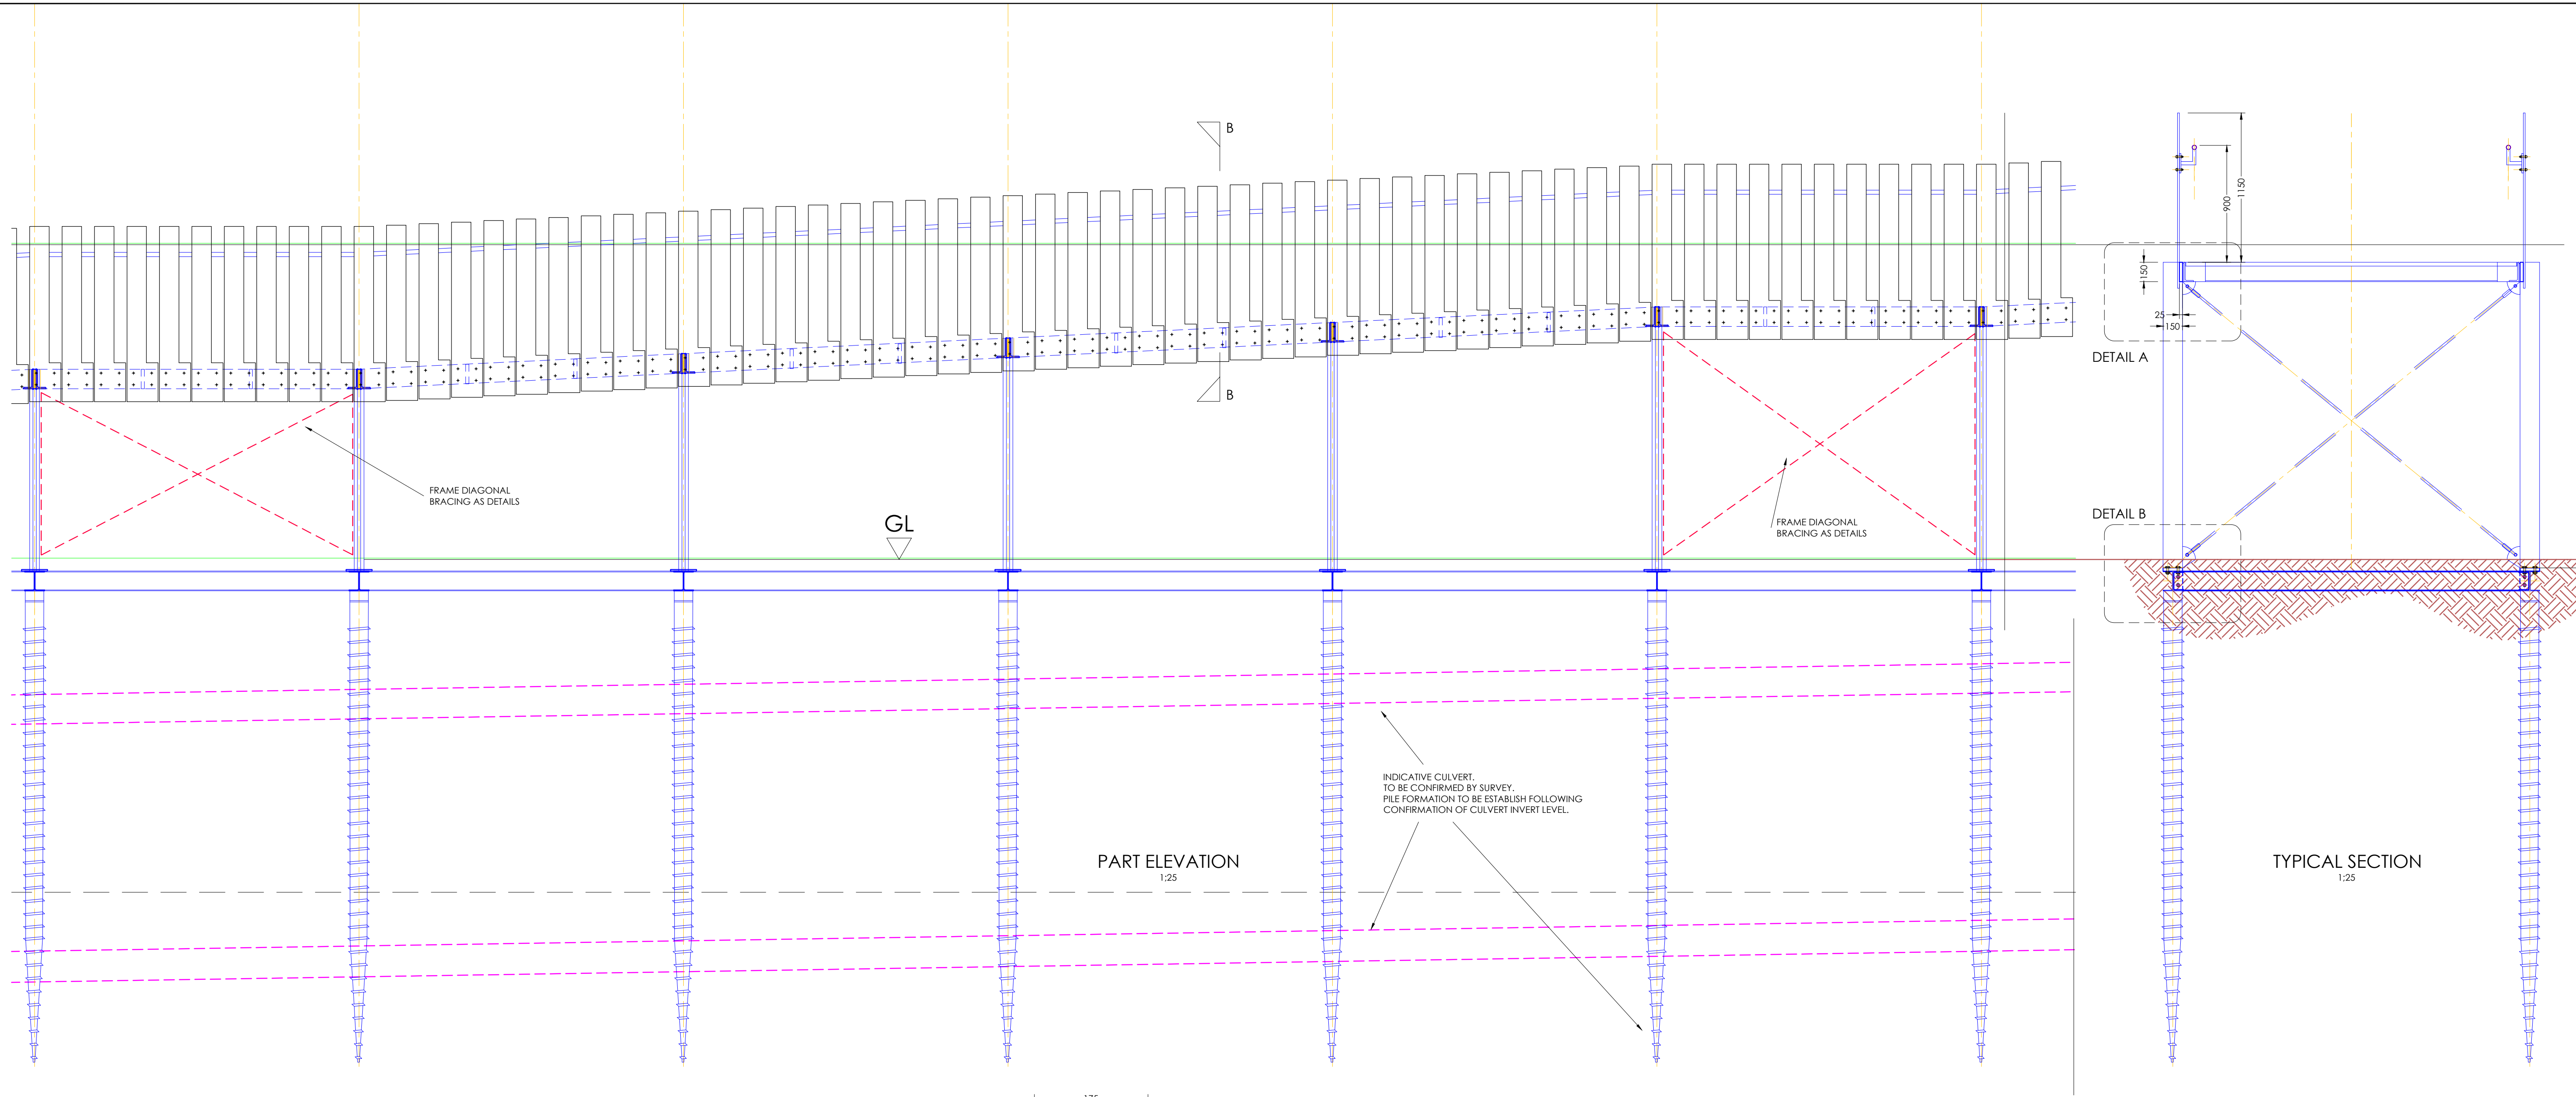 B
B
FRAME DIAGONAL
BRACING AS DETAILS
GL
FRAME DIAGONAL
BRACING AS DETAILS
INDICATIVE CULVERT.
TO BE CONFIRMED BY SURVEY.
PILE FORMATION TO BE ESTABLISH FOLLOWING
CONFIRMATION OF CULVERT INVERT LEVEL.
PART ELEVATION
1;25
1150
900
150
25
150
DETAIL A
DETAIL B
TYPICAL SECTION
1;25